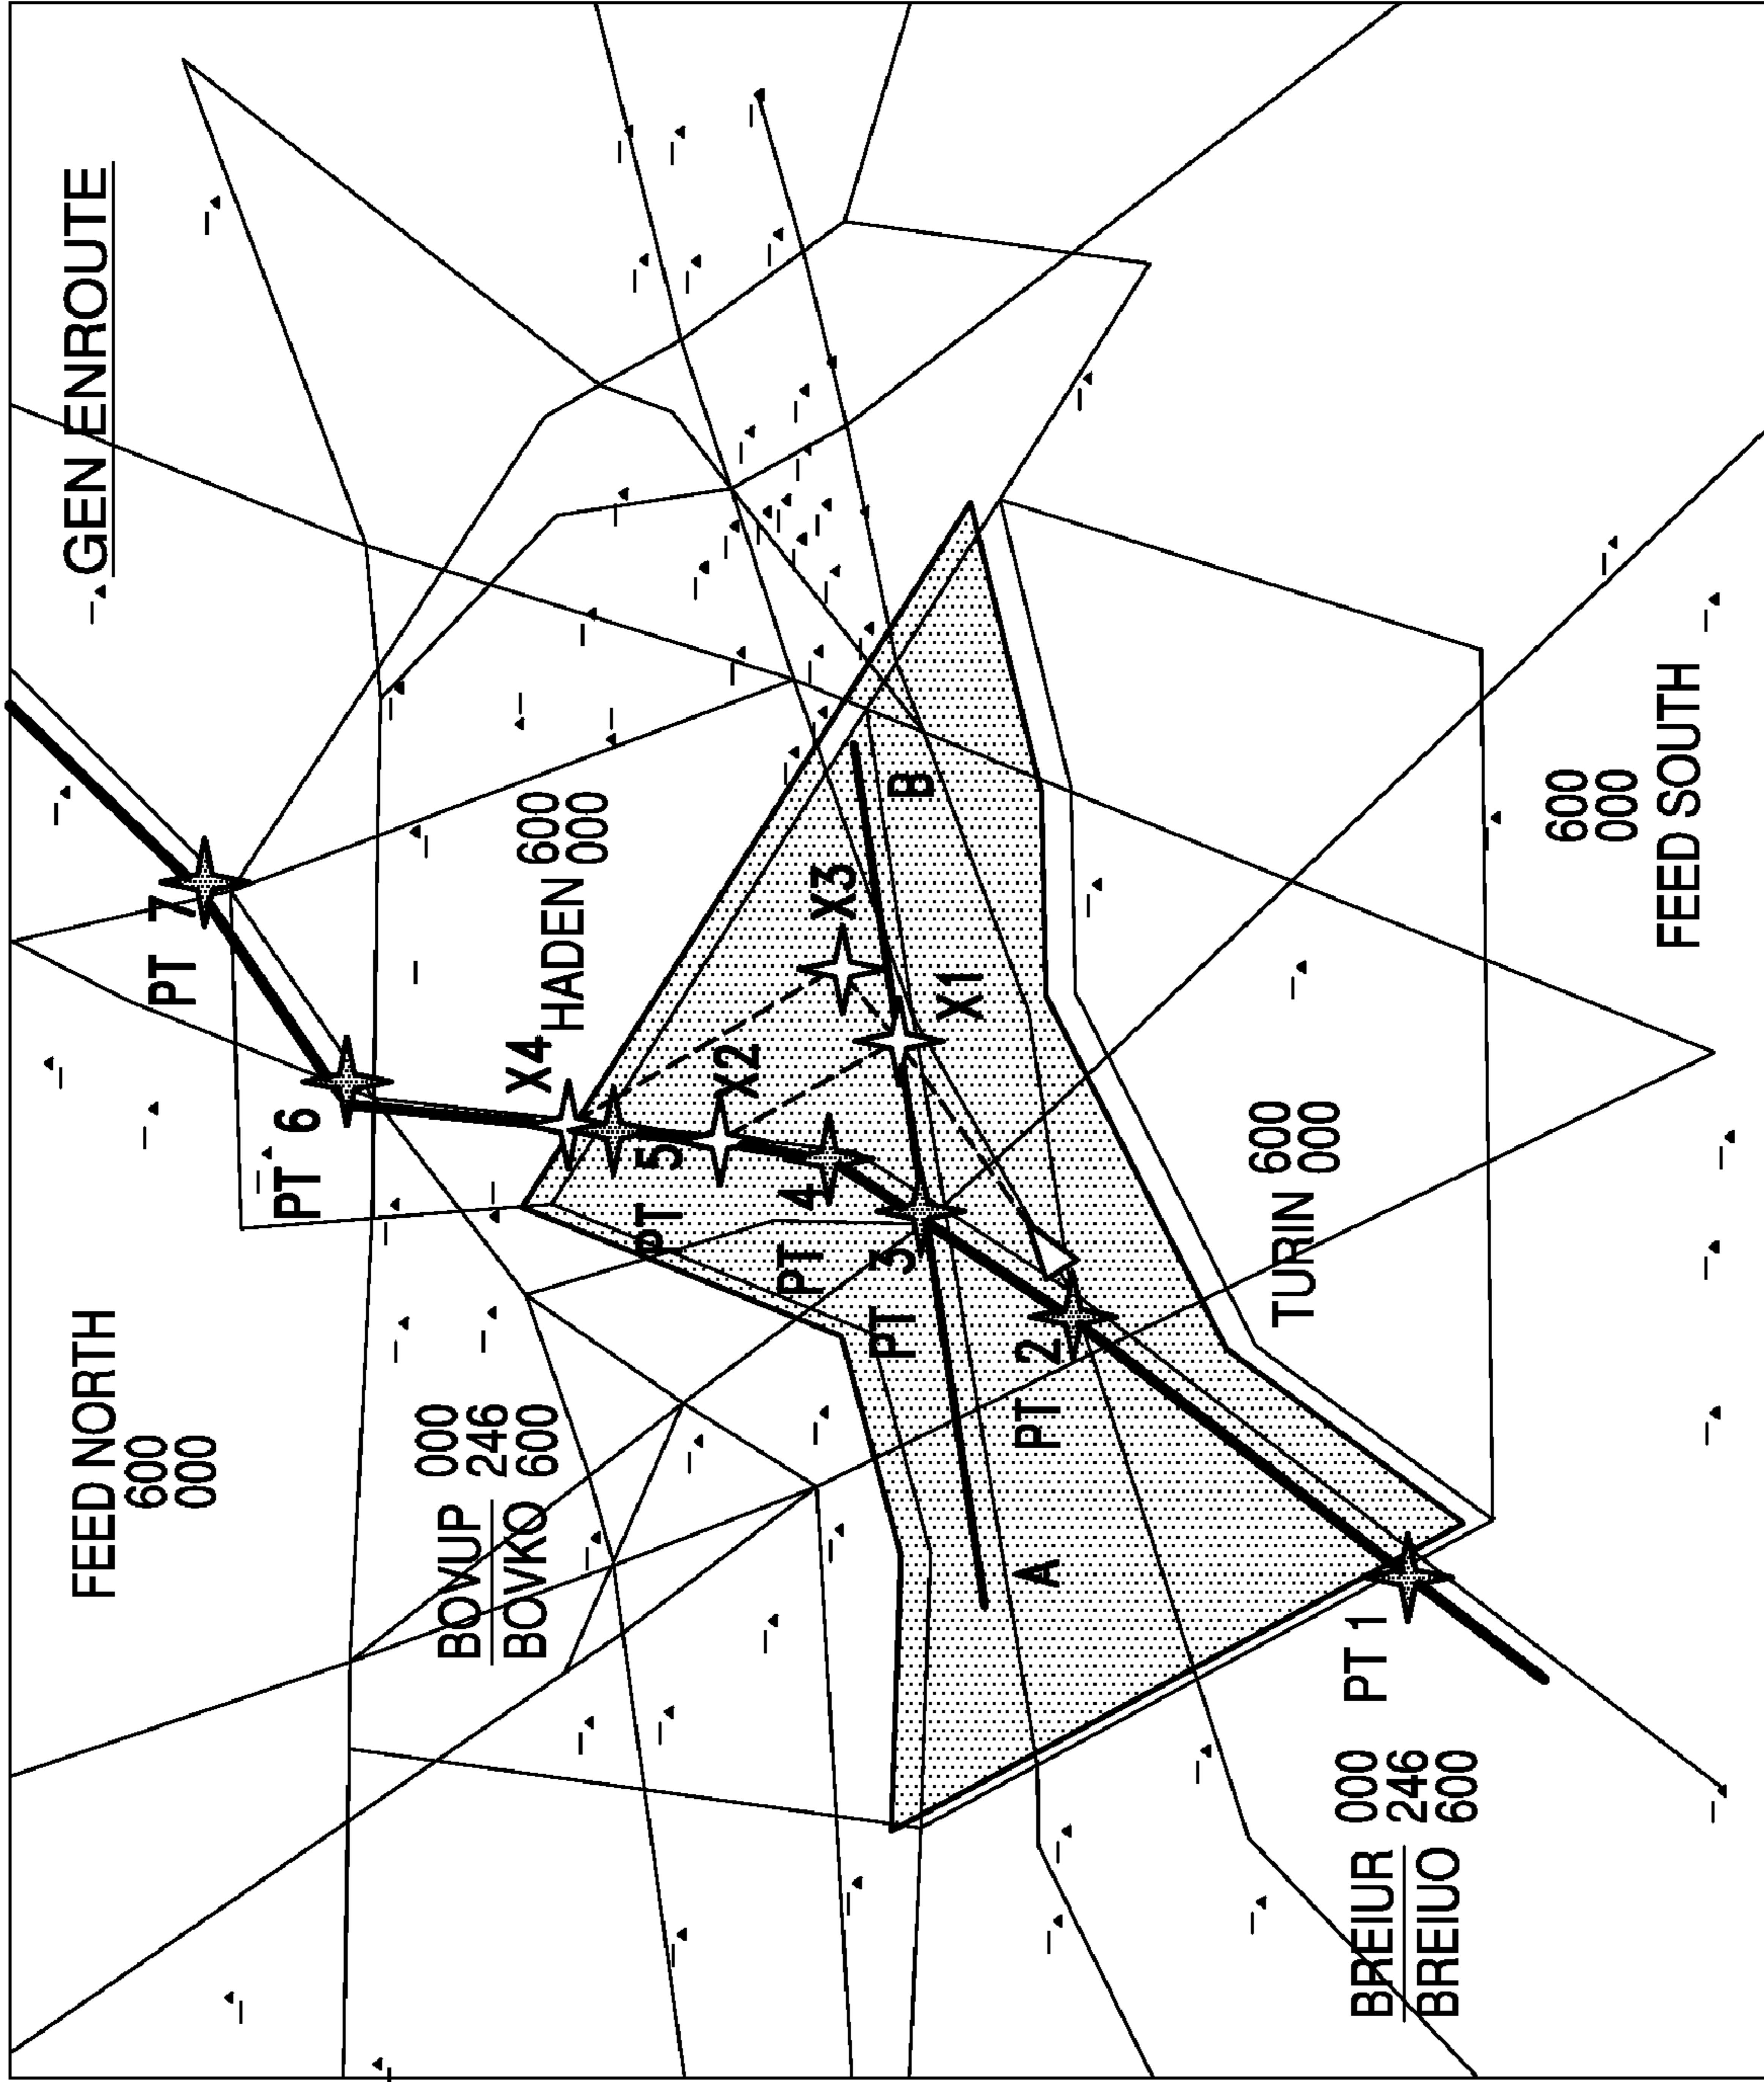 GEN ENROUTE
FEED NORTH
600
000
PT 7
PT 6
X4
HADEN 600
000
BOVUP 000
246
BOVKO 600
PT 5
X2
X3
B
PT 4
PT 3
X1
PT 2
A
TURIN 600
000
PT 1
BREIUR 000
246
BREIUO 600
600
000
FEED SOUTH